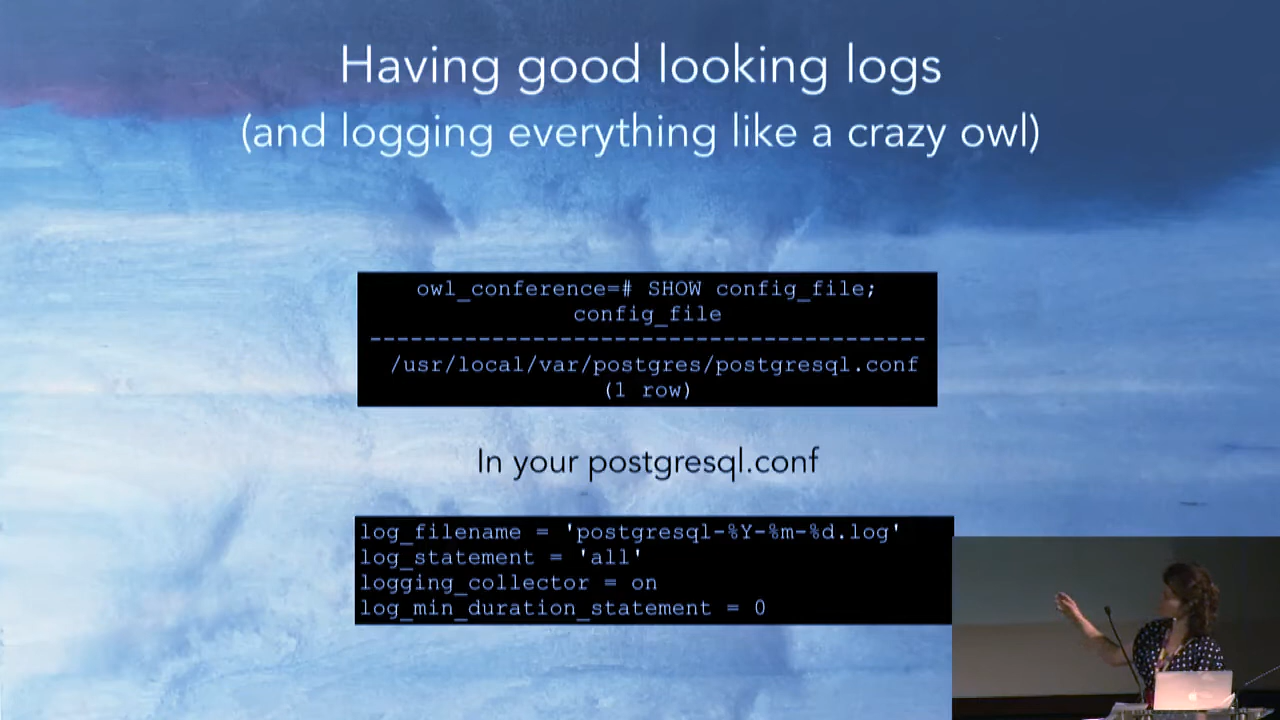 Having good looking logs
(and logging everything like a crazy owl)
owl_conference=# SHOW config_file;
config_file
-----------------------------------------
/usr/local/var/postgres/postgresql.conf
(1 row)
In your postgresql.conf
log_filename = 'postgresql-%Y-%m-%d.log'
log_statement = 'all'
logging_collector = on
log_min_duration_statement = 0